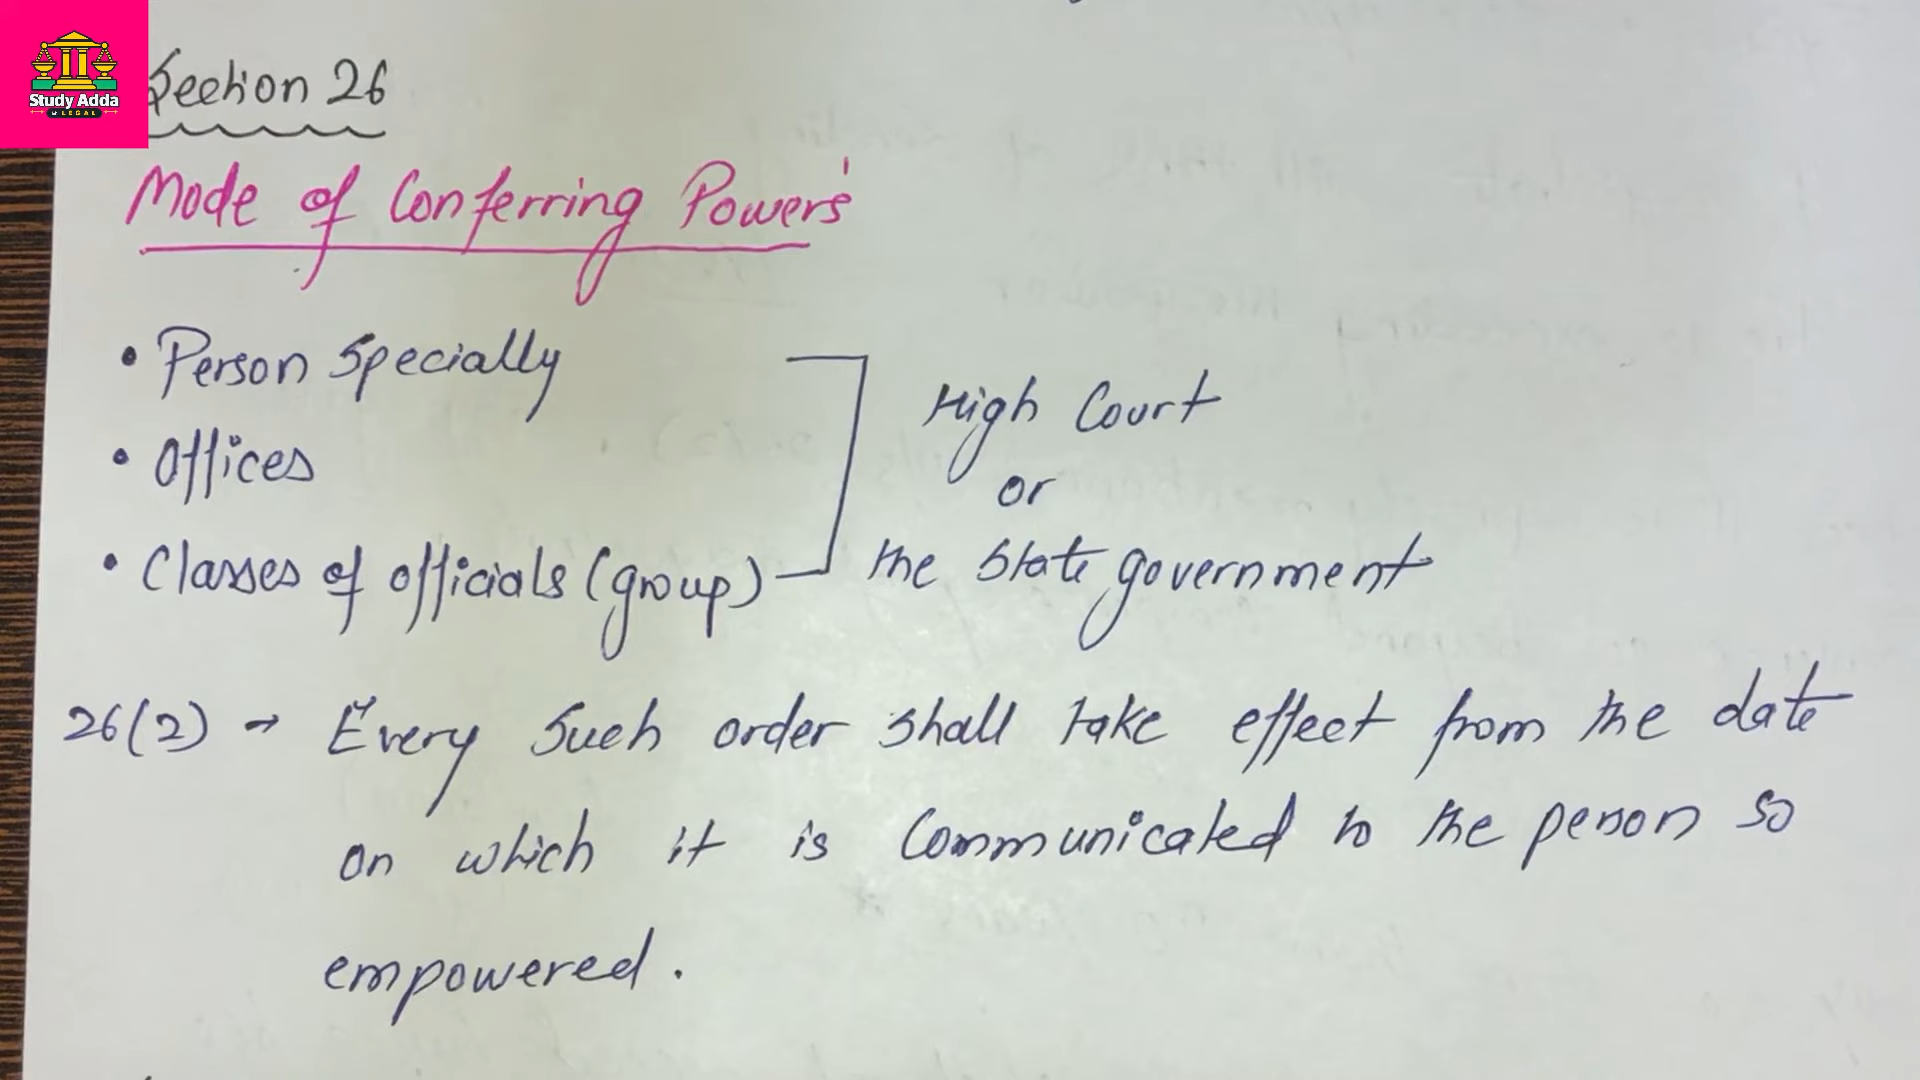 Study Adda
LEGAL
Section 26
Mode of Conferring Power's
• Person Specially
• Offices
• Classes of officials (group)
High Court
or
the State government
26(2) → Every Such order shall take effect from the date
on which it is Communicated to the person so
empowered.